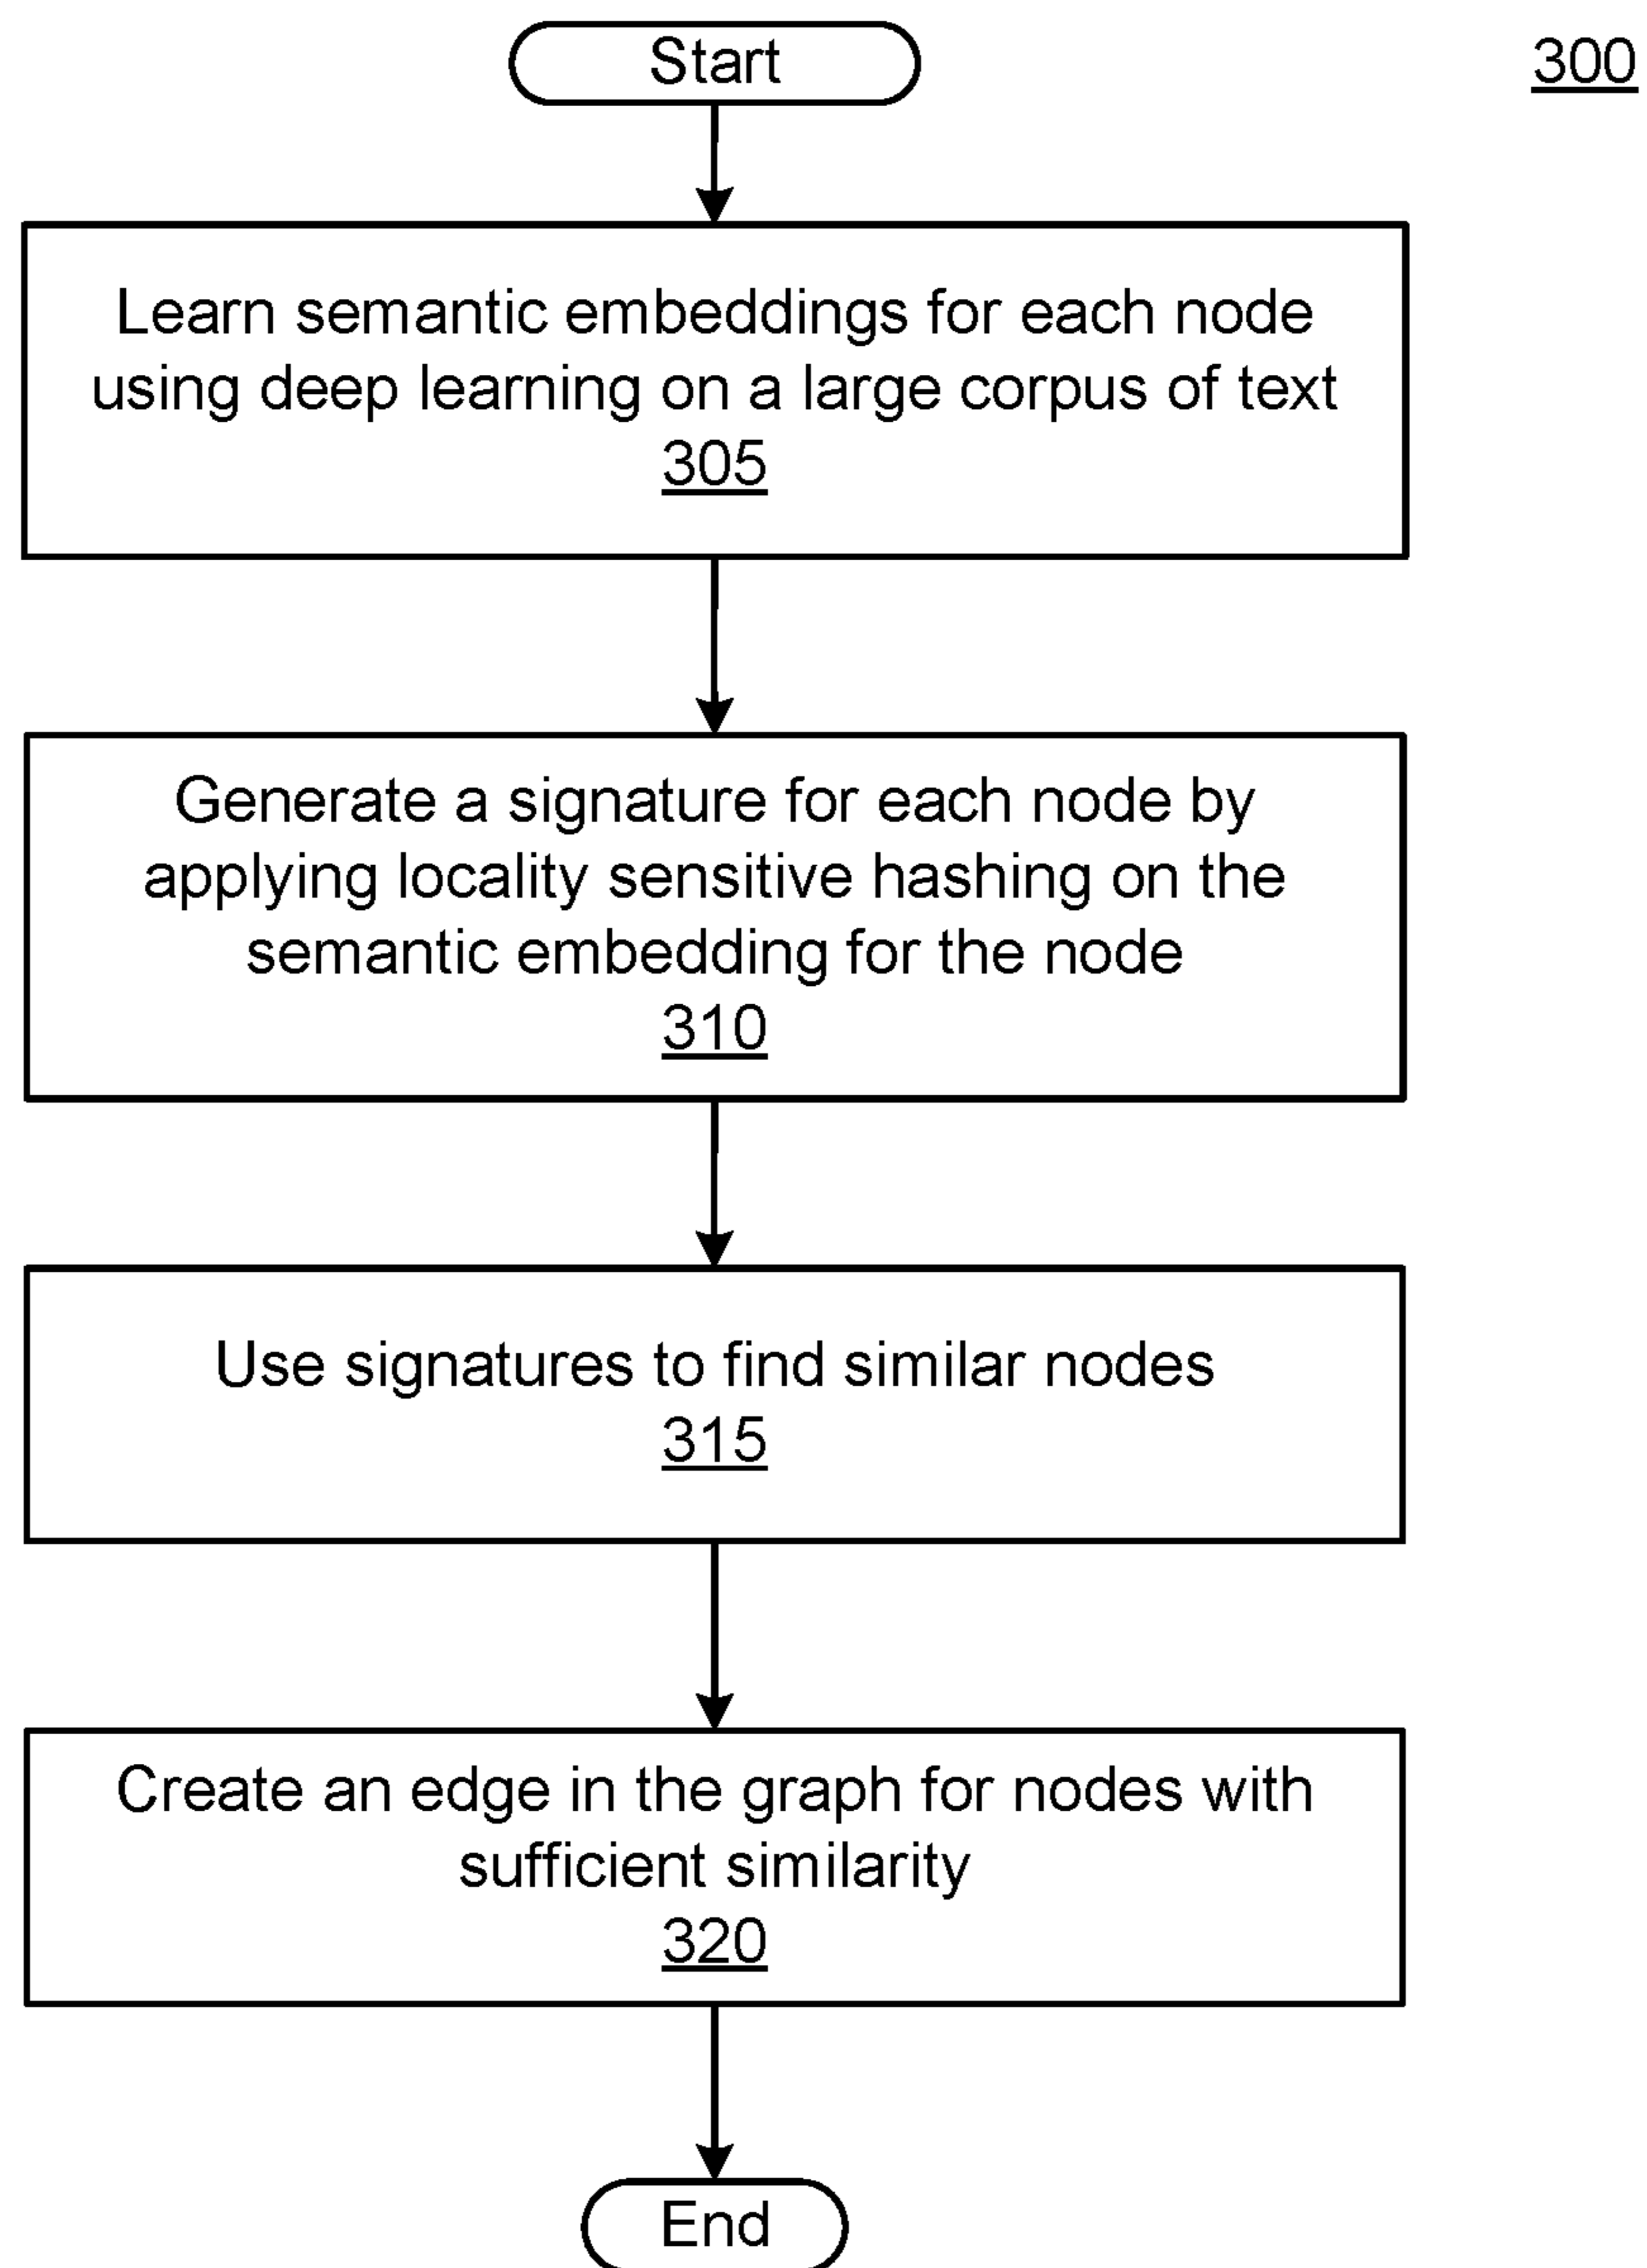 Start
300
Learn semantic embeddings for each node
using deep learning on a large corpus of text
305
Generate a signature for each node by
applying locality sensitive hashing on the
semantic embedding for the node
310
Use signatures to find similar nodes
315
Create an edge in the graph for nodes with
sufficient similarity
320
End